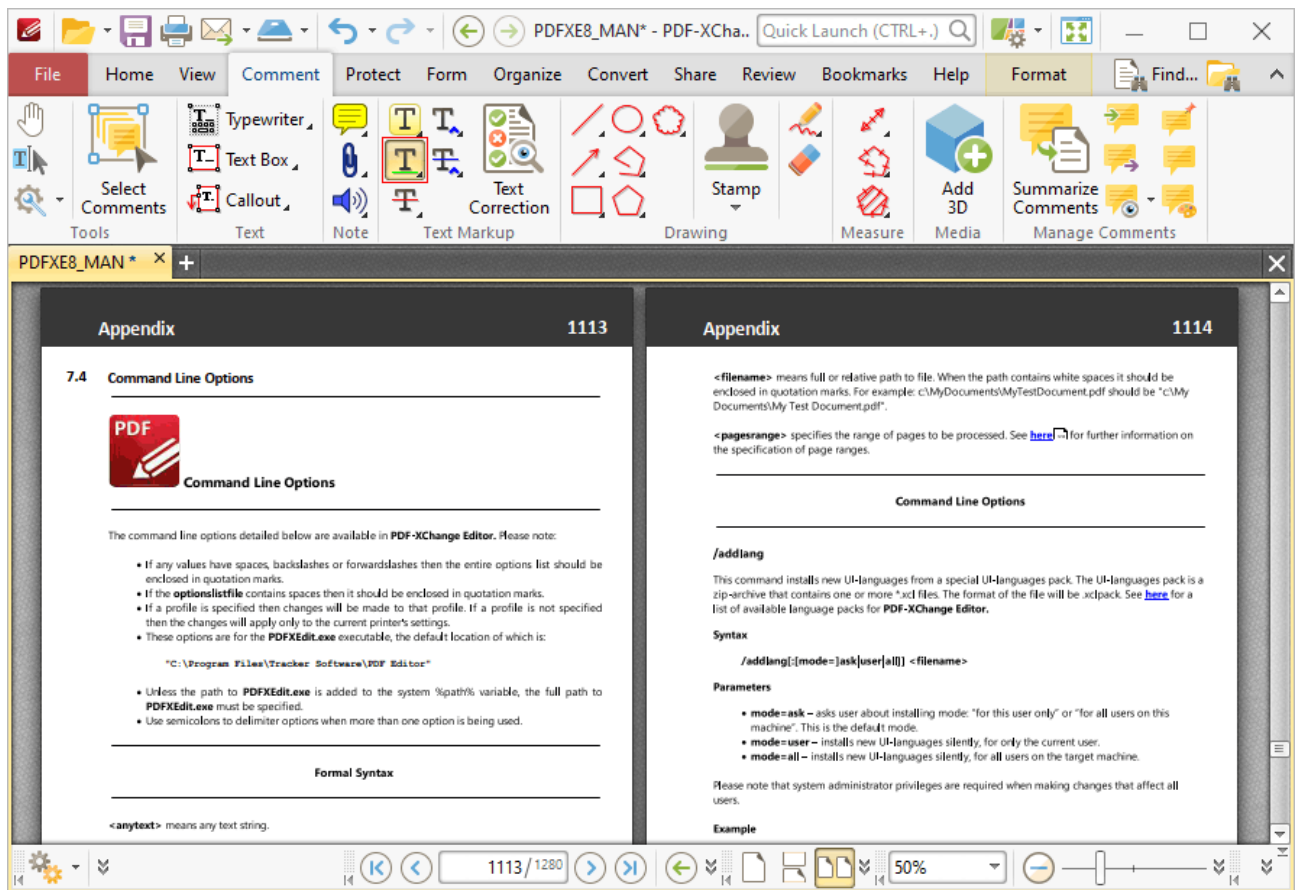 PDFXE8_MAN* - PDF-XCha..
Quick Launch (CTRL+.)
File Home View Comment Protect Form Organize Convert Share Review Bookmarks Help Format Find...
Typewriter
Text Box
Callout
Select Comments
Text Correction
Stamp
Add 3D
Summarize Comments
Tools Text Note Text Markup Drawing Measure Media Manage Comments
PDFXE8_MAN *
Appendix 1113
7.4 Command Line Options
PDF
Command Line Options
The command line options detailed below are available in PDF-XChange Editor. Please note:
• If any values have spaces, backslashes or forwardslashes then the entire options list should be
enclosed in quotation marks.
• If the optionslistfile contains spaces then it should be enclosed in quotation marks.
• If a profile is specified then changes will be made to that profile. If a profile is not specified
then the changes will apply only to the current printer's settings.
• These options are for the PDFXEdit.exe executable, the default location of which is:
"C:\Program Files\Tracker Software\PDF Editor"
• Unless the path to PDFXEdit.exe is added to the system %path% variable, the full path to
PDFXEdit.exe must be specified.
• Use semicolons to delimiter options when more than one option is being used.
Formal Syntax
<anytext> means any text string.
Appendix 1114
<filename> means full or relative path to file. When the path contains white spaces it should be
enclosed in quotation marks. For example: c:\MyDocuments\MyTestDocument.pdf should be "c:\My
Documents\My Test Document.pdf".
<pagesrange> specifies the range of pages to be processed. See here for further information on
the specification of page ranges.
Command Line Options
/addlang
This command installs new UI-languages from a special UI-languages pack. The UI-languages pack is a
zip-archive that contains one or more *.xcl files. The format of the file will be .xclpack. See here for a
list of available language packs for PDF-XChange Editor.
Syntax
/addlang[:[mode=]ask|user|all]] <filename>
Parameters
• mode=ask – asks user about installing mode: "for this user only" or "for all users on this
machine". This is the default mode.
• mode=user – installs new UI-languages silently, for only the current user.
• mode=all – installs new UI-languages silently, for all users on the target machine.
Please note that system administrator privileges are required when making changes that affect all
users.
Example
1113/1280
50%